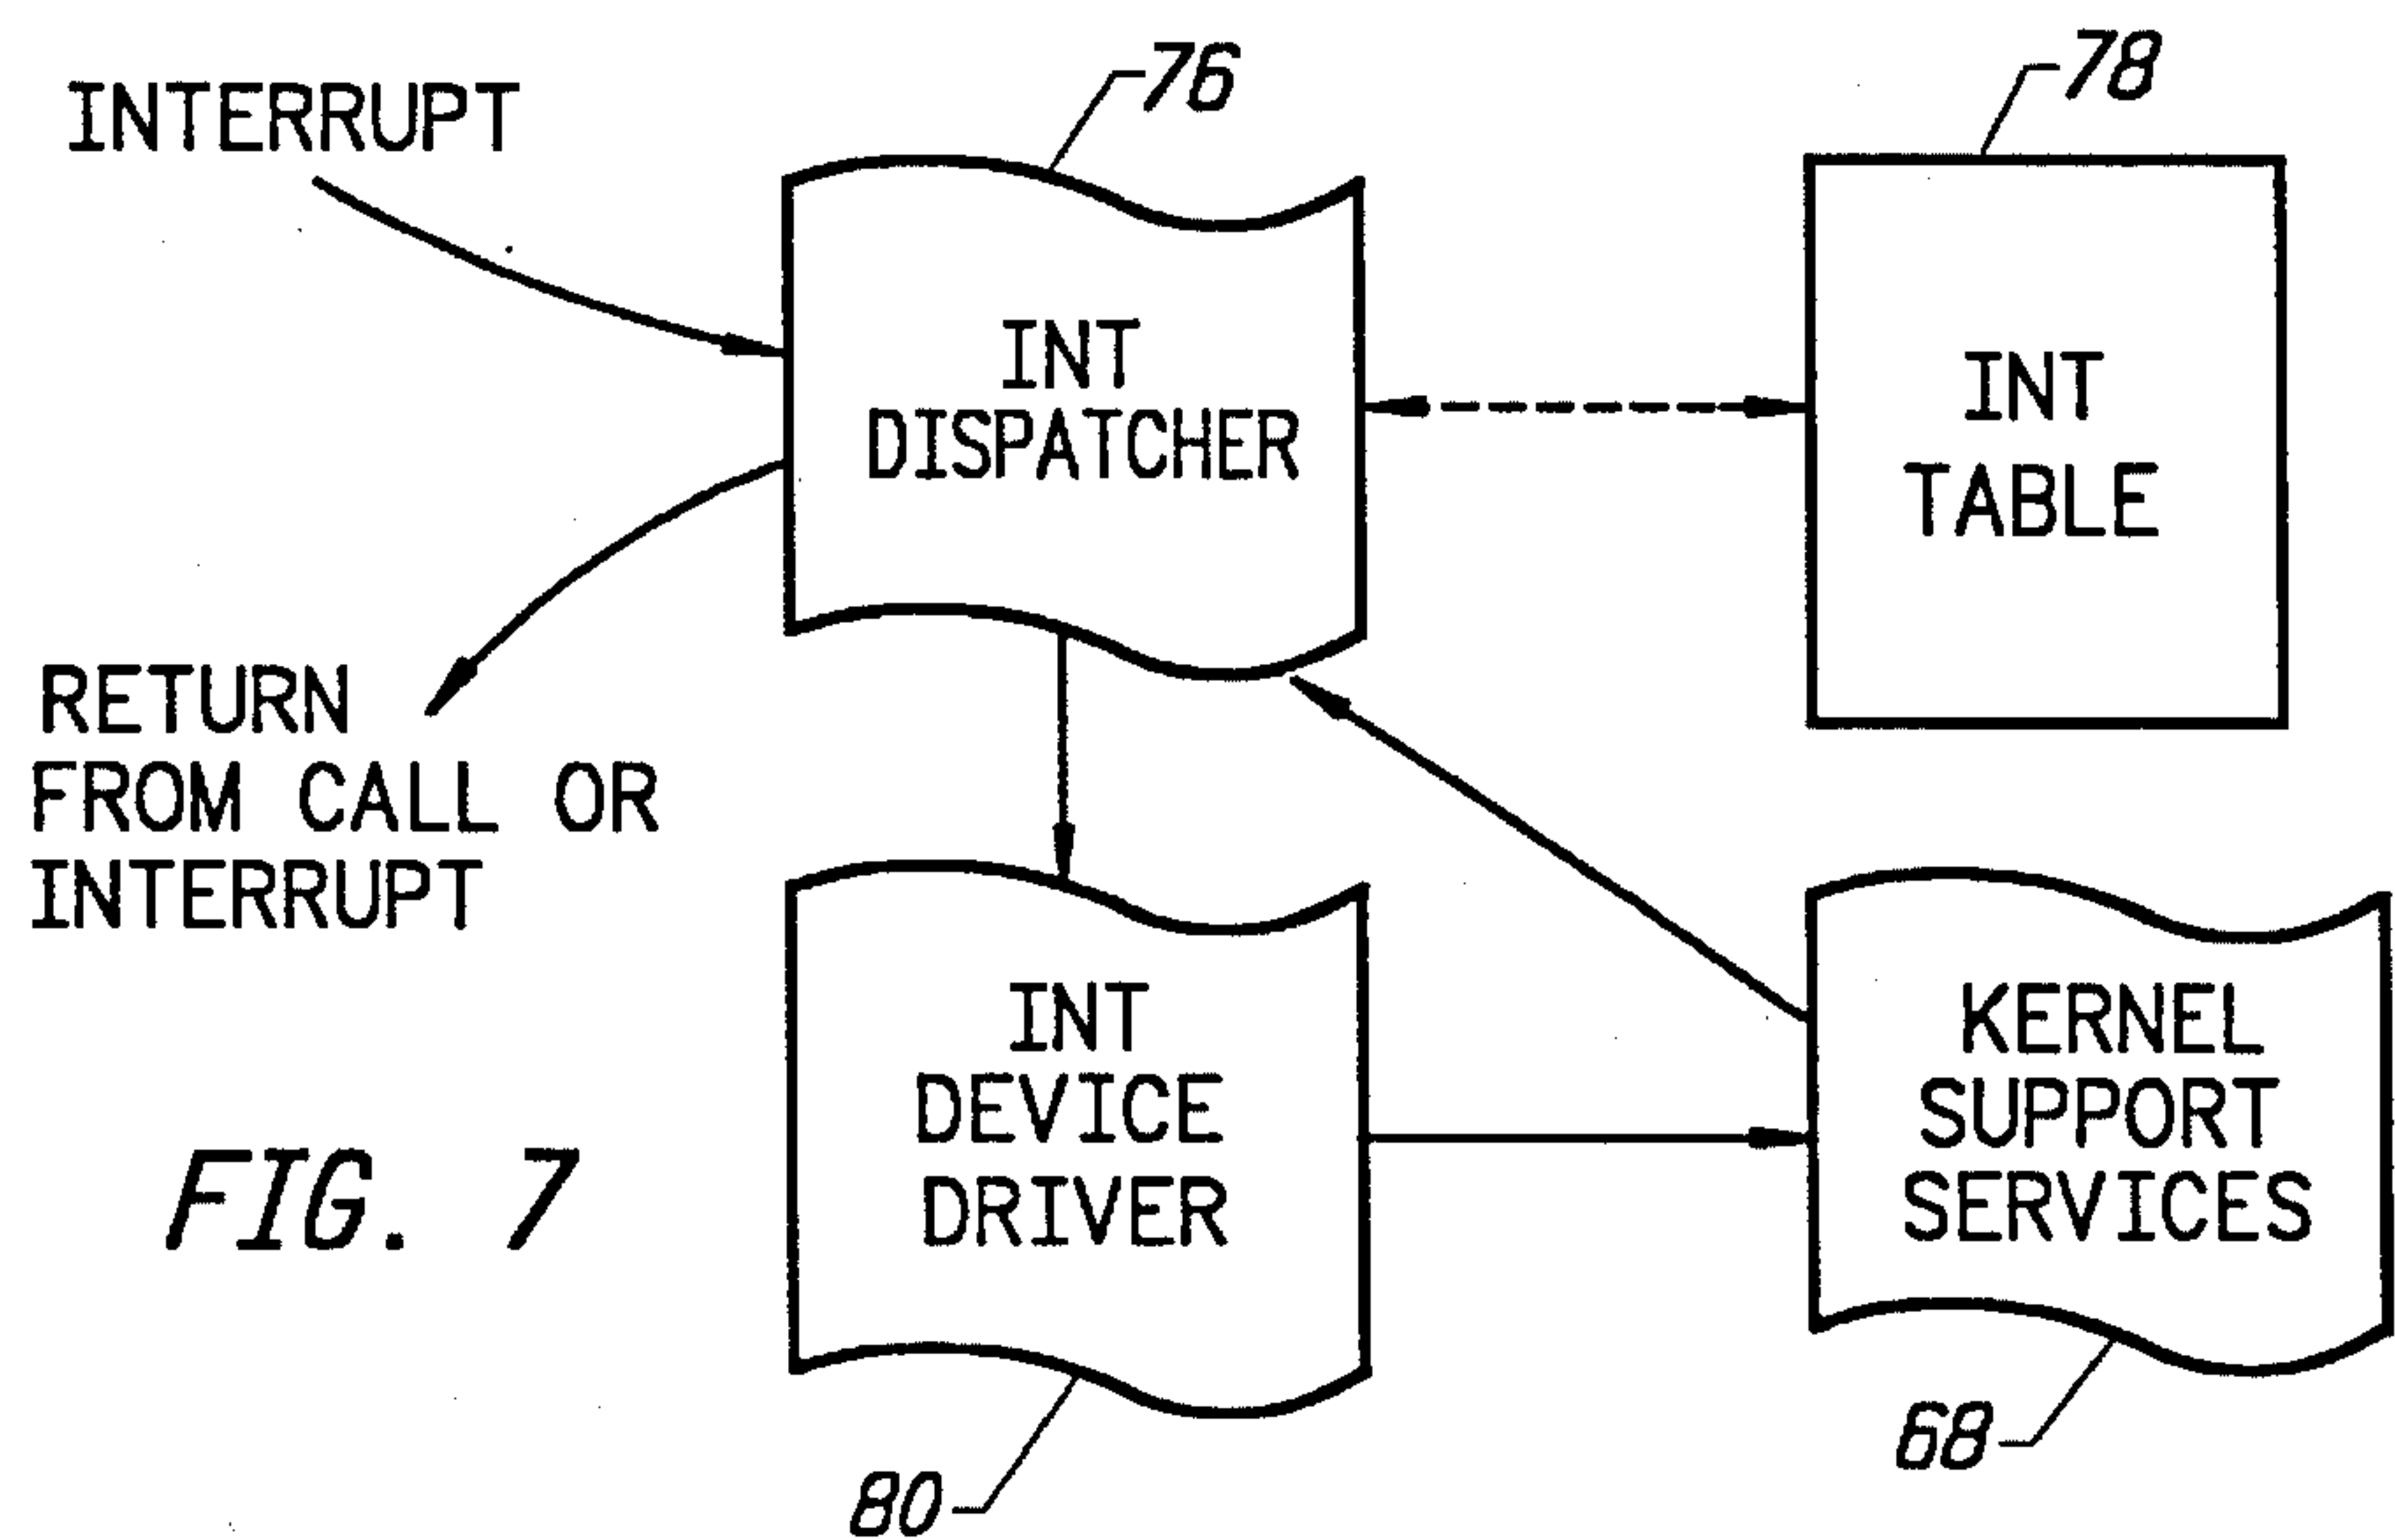 76
78
INTERRUPT
INT
DISPATCHER
INT
TABLE
RETURN
FROM CALL OR
INTERRUPT
INT
DEVICE
DRIVER
KERNEL
SUPPORT
SERVICES
FIG. 7
80
68